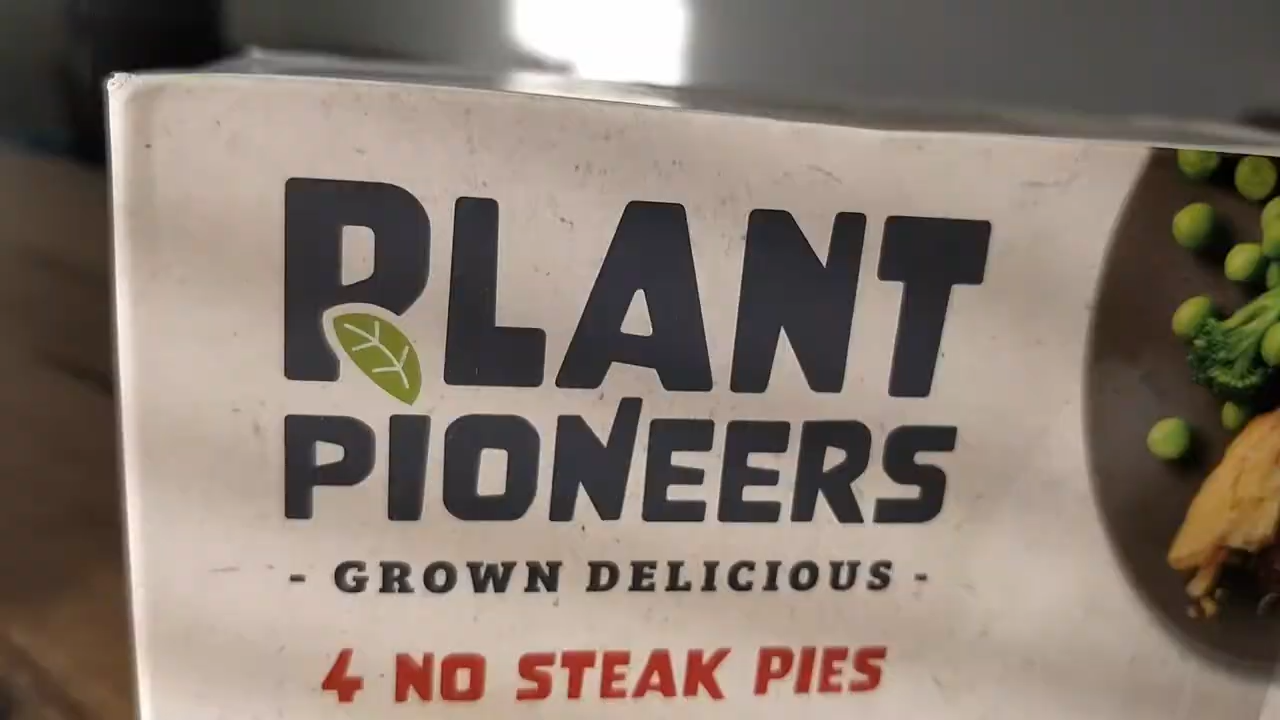 PLANT
PIONEERS
- GROWN DELICIOUS -
4 NO STEAK PIES